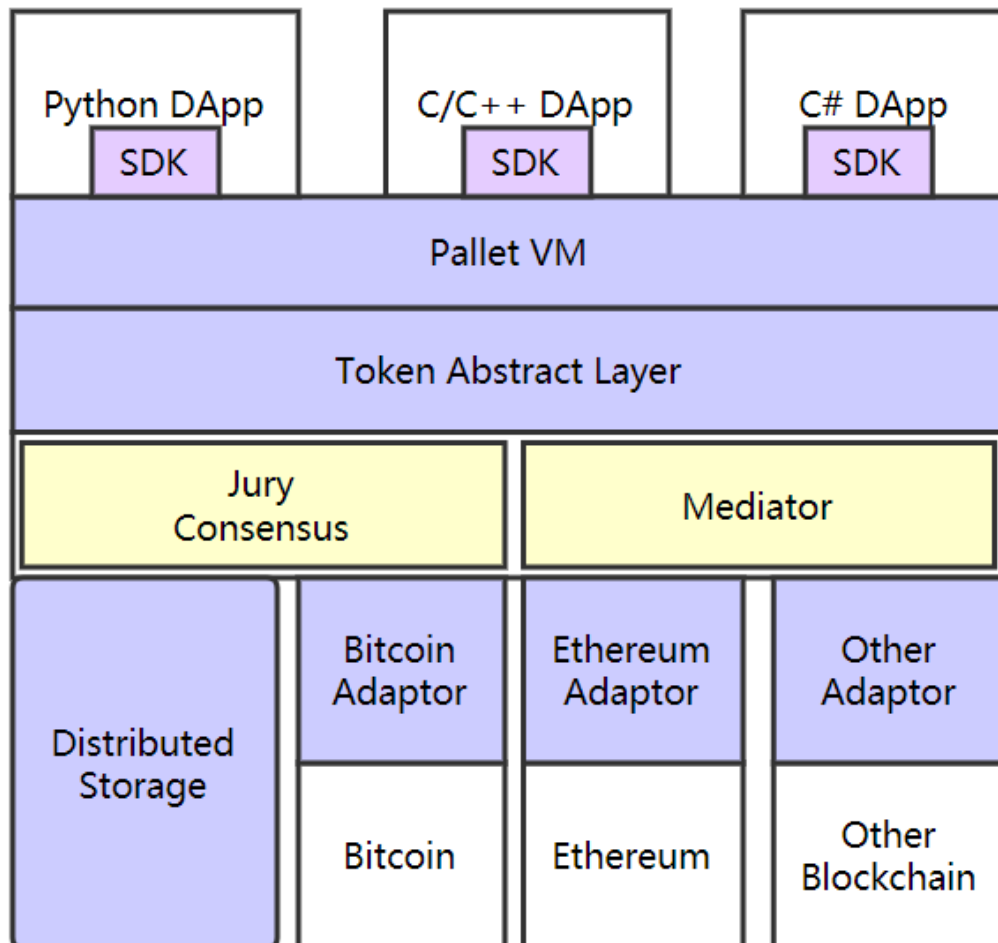 Python DApp
C/C++ DApp
C# DApp
SDK
SDK
SDK
Pallet VM
Token Abstract Layer
Jury
Consensus
Mediator
Distributed
Storage
Bitcoin
Adaptor
Ethereum
Adaptor
Other
Adaptor
Bitcoin
Ethereum
Other
Blockchain